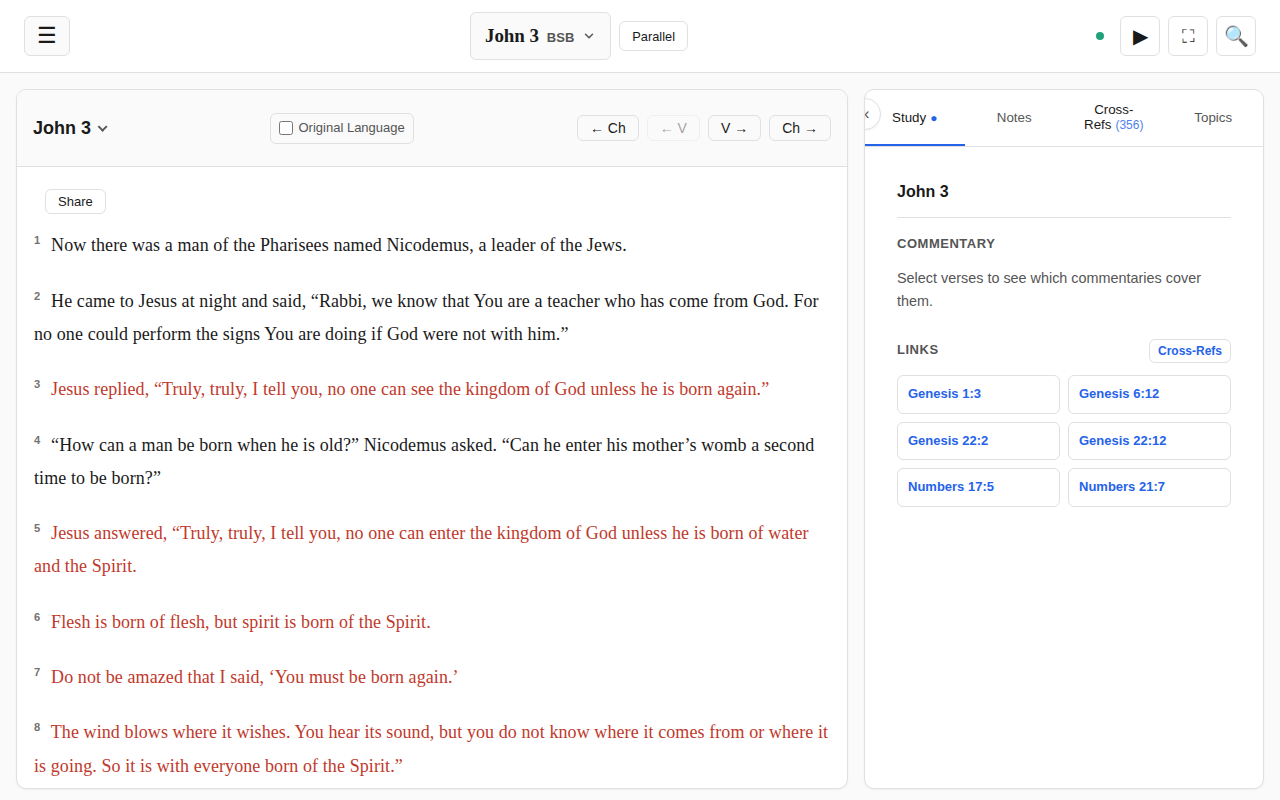 ☰
John 3 BSB
Parallel
John 3
Original Language
← Ch
← V
V →
Ch →
Share
1 Now there was a man of the Pharisees named Nicodemus, a leader of the Jews.
2 He came to Jesus at night and said, “Rabbi, we know that You are a teacher who has come from God. For
no one could perform the signs You are doing if God were not with him.”
3 Jesus replied, “Truly, truly, I tell you, no one can see the kingdom of God unless he is born again.”
4 “How can a man be born when he is old?” Nicodemus asked. “Can he enter his mother’s womb a second
time to be born?”
5 Jesus answered, “Truly, truly, I tell you, no one can enter the kingdom of God unless he is born of water
and the Spirit.
6 Flesh is born of flesh, but spirit is born of the Spirit.
7 Do not be amazed that I said, ‘You must be born again.’
8 The wind blows where it wishes. You hear its sound, but you do not know where it comes from or where it
is going. So it is with everyone born of the Spirit.”
Study ●
Notes
Cross-
Refs (356)
Topics
John 3
COMMENTARY
Select verses to see which commentaries cover
them.
LINKS
Cross-Refs
Genesis 1:3
Genesis 6:12
Genesis 22:2
Genesis 22:12
Numbers 17:5
Numbers 21:7